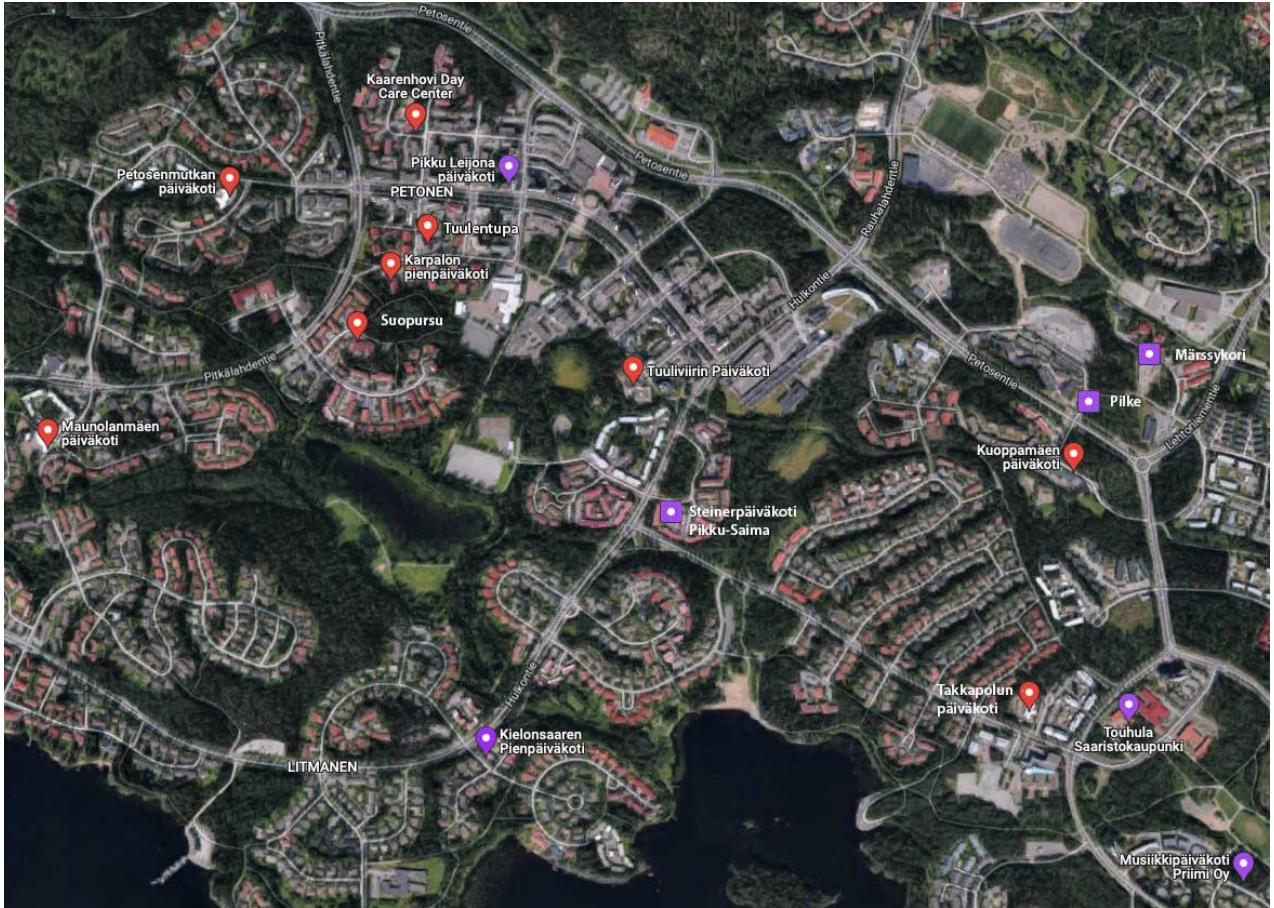 Petosentie
Pitkälahdentie
Kaarenhovi Day
Care Center
Pikku Leijona
päiväkoti
Petosentie
Petosenmutkan
päiväkoti
PETONEN
Rauhalahdentie
Tuulentupa
Karpalon
pienpäiväkoti
Hulkontie
Suopursu
Märssykori
Pitkälahdentie
Tuuliviirin Päiväkoti
Petosentie
Pilke
Lehtoniementie
Maunolanmäen
päiväkoti
Kuoppamäen
päiväkoti
Steinerpäiväkoti
Pikku-Saima
Hulkontie
Takkapolun
päiväkoti
Touhula
Saaristokaupunki
Kielonsaaren
Pienpäiväkoti
LITMANEN
Musiikkipäiväkoti
Priimi Oy